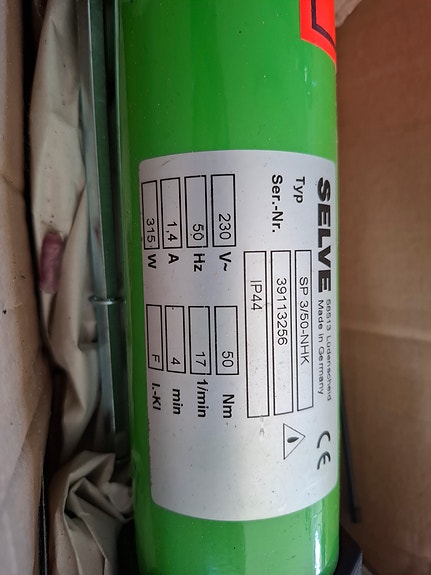 SELVE 58513 Lüdenscheid
Made in Germany
Typ SP 3/50-NHK
Ser.-Nr. 39113256
IP44
230 V~ 50 Nm
50 Hz 17 1/min
1,4 A 4 min
315 W F I.-Kl
CE